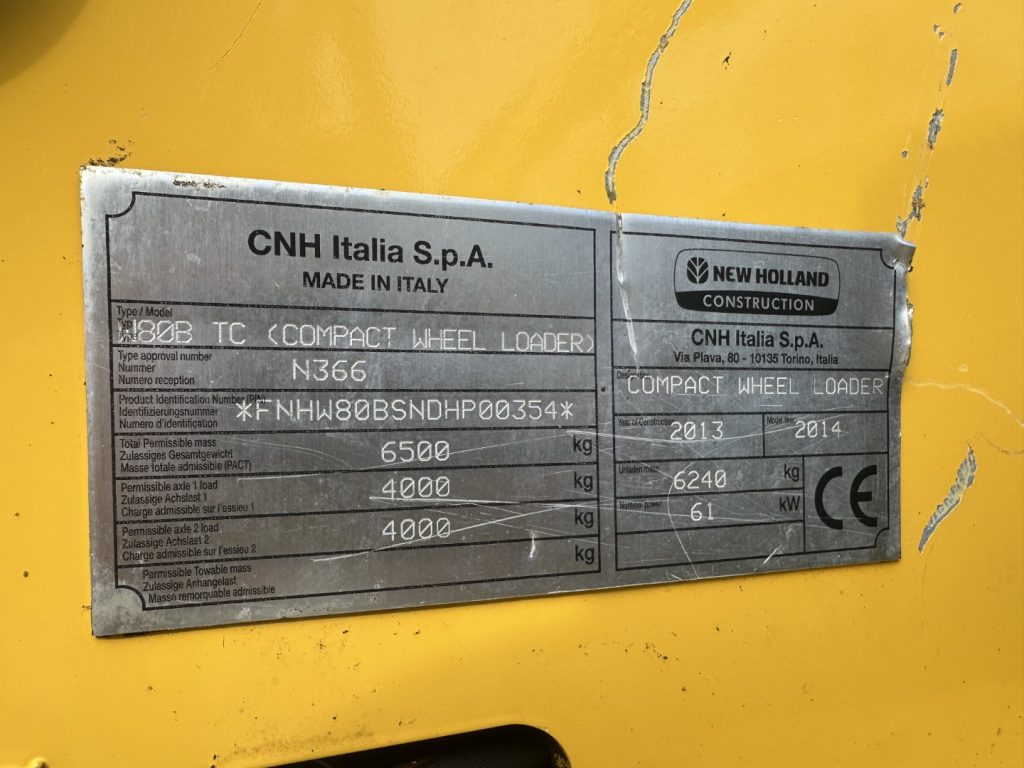 CNH Italia S.p.A.
MADE IN ITALY
Type / Model
Typ
W80B TC (COMPACT WHEEL LOADER)
Type approval number
Nummer
Numero reception
N366
Product Identification Number (PIN)
Identifizierungsnummer
Numero d'identification
*FNHW80BSNDHP00354*
Total Permissible mass
Zulassiges Gesamtgewicht
Masse totale admissible (PACT)
6500 kg
Permissible axle 1 load
Zulassige Achslast 1
Charge admissible sur l'essieu 1
4000 kg
Permissible axle 2 load
Zulassige Achslast 2
Charge admissible sur l'essieu 2
4000 kg
Permissible Towable mass
Zulassige Anhangelast
Masse remorquable admissible
kg
NEW HOLLAND
CONSTRUCTION
CNH Italia S.p.A.
Via Plava, 80 - 10135 Torino, Italia
Designation
COMPACT WHEEL LOADER
Year of Construction
2013
Model Year
2014
Unladen mass
6240 kg
Nominal power
61 kW
CE